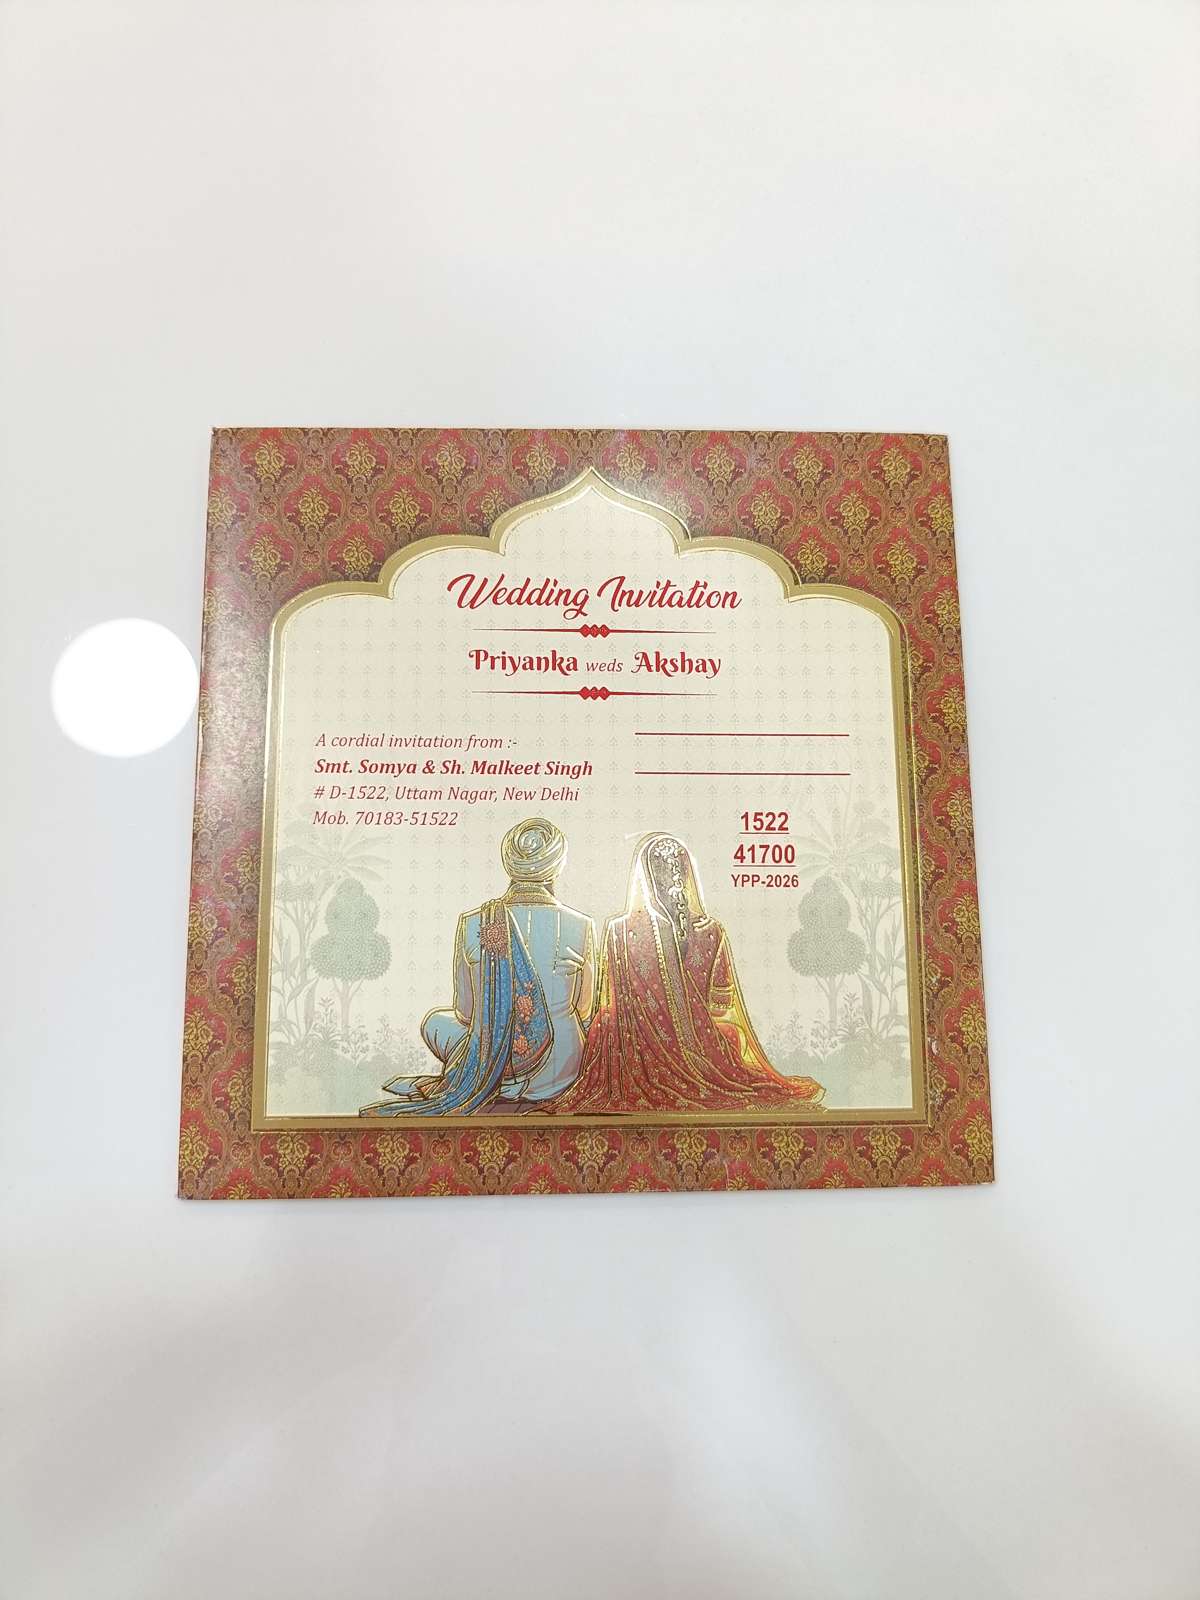 Wedding Invitation
Priyanka weds Akshay
A cordial invitation from :-
Smt. Somya & Sh. Malkeet Singh
# D-1522, Uttam Nagar, New Delhi
Mob. 70183-51522
1522
41700
YPP-2026